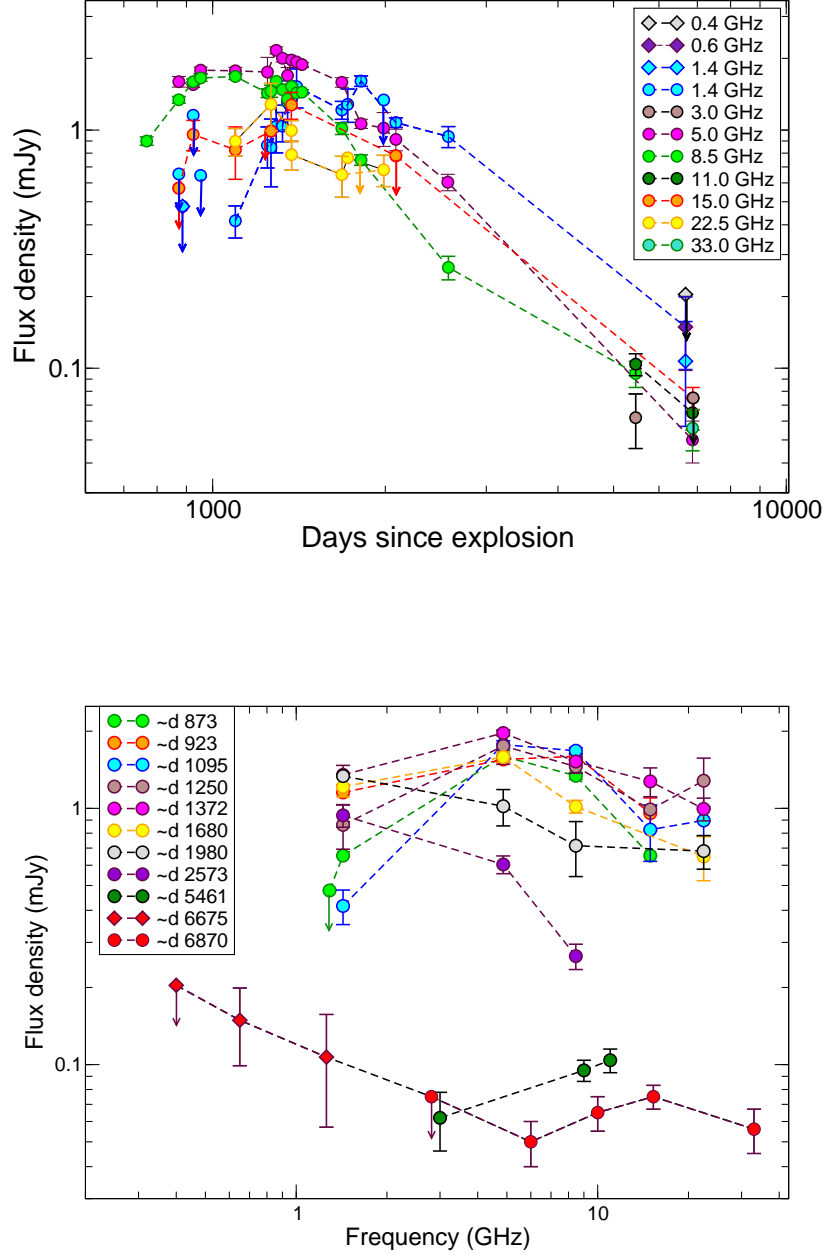 0.4 GHz
0.6 GHz
1.4 GHz
1.4 GHz
3.0 GHz
5.0 GHz
8.5 GHz
11.0 GHz
15.0 GHz
22.5 GHz
33.0 GHz
1
0.1
Flux density (mJy)
1000
10000
Days since explosion
~d 873
~d 923
~d 1095
~d 1250
~d 1372
~d 1680
~d 1980
~d 2573
~d 5461
~d 6675
~d 6870
1
0.1
Flux density (mJy)
1
10
Frequency (GHz)